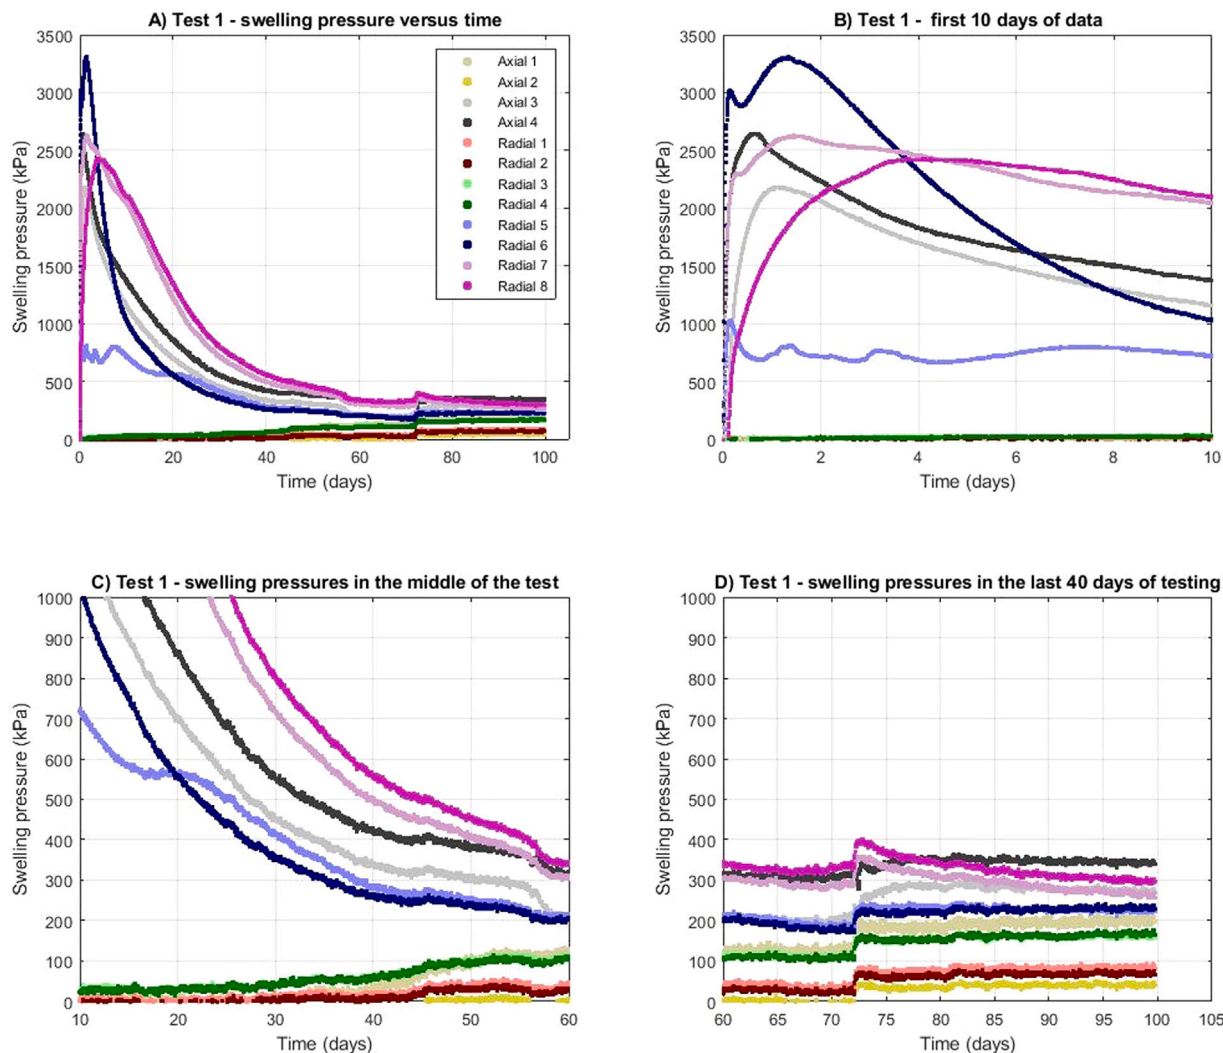 A) Test 1 - swelling pressure versus time
3500
3000
2500
2000
1500
1000
500
0
Swelling pressure (kPa)
0 20 40 60 80 100
Time (days)
Axial 1
Axial 2
Axial 3
Axial 4
Radial 1
Radial 2
Radial 3
Radial 4
Radial 5
Radial 6
Radial 7
Radial 8
B) Test 1 - first 10 days of data
3500
3000
2500
2000
1500
1000
500
0
Swelling pressure (kPa)
0 2 4 6 8 10
Time (days)
C) Test 1 - swelling pressures in the middle of the test
1000
900
800
700
600
500
400
300
200
100
0
Swelling pressure (kPa)
10 20 30 40 50 60
Time (days)
D) Test 1 - swelling pressures in the last 40 days of testing
1000
900
800
700
600
500
400
300
200
100
0
Swelling pressure (kPa)
60 65 70 75 80 85 90 95 100 105
Time (days)